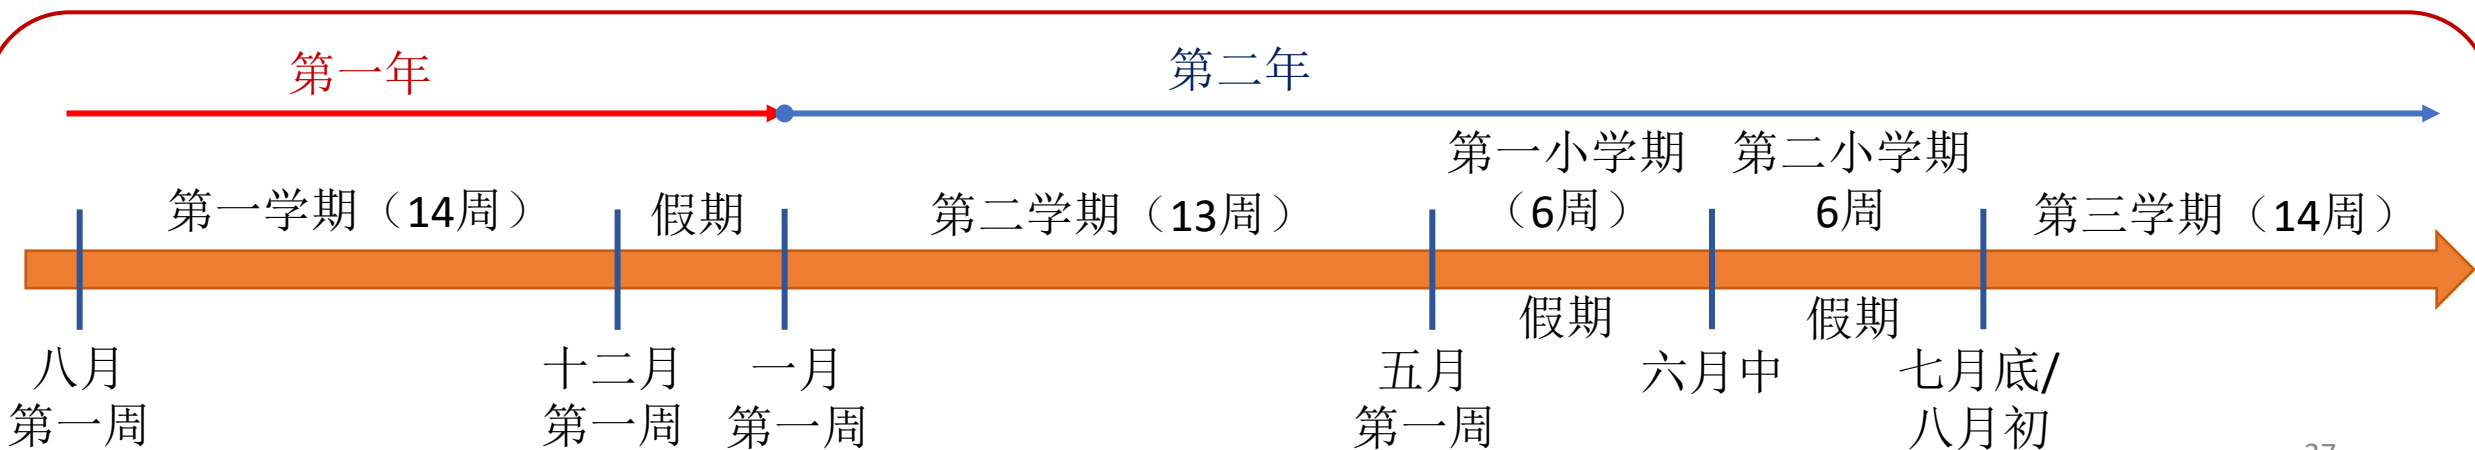 第一年
第二年
第一学期（14周）
假期
第二学期（13周）
第一小学期
（6周）
第二小学期
6周
第三学期（14周）
假期
假期
八月
第一周
十二月
第一周
一月
第一周
五月
第一周
六月中
七月底/
八月初